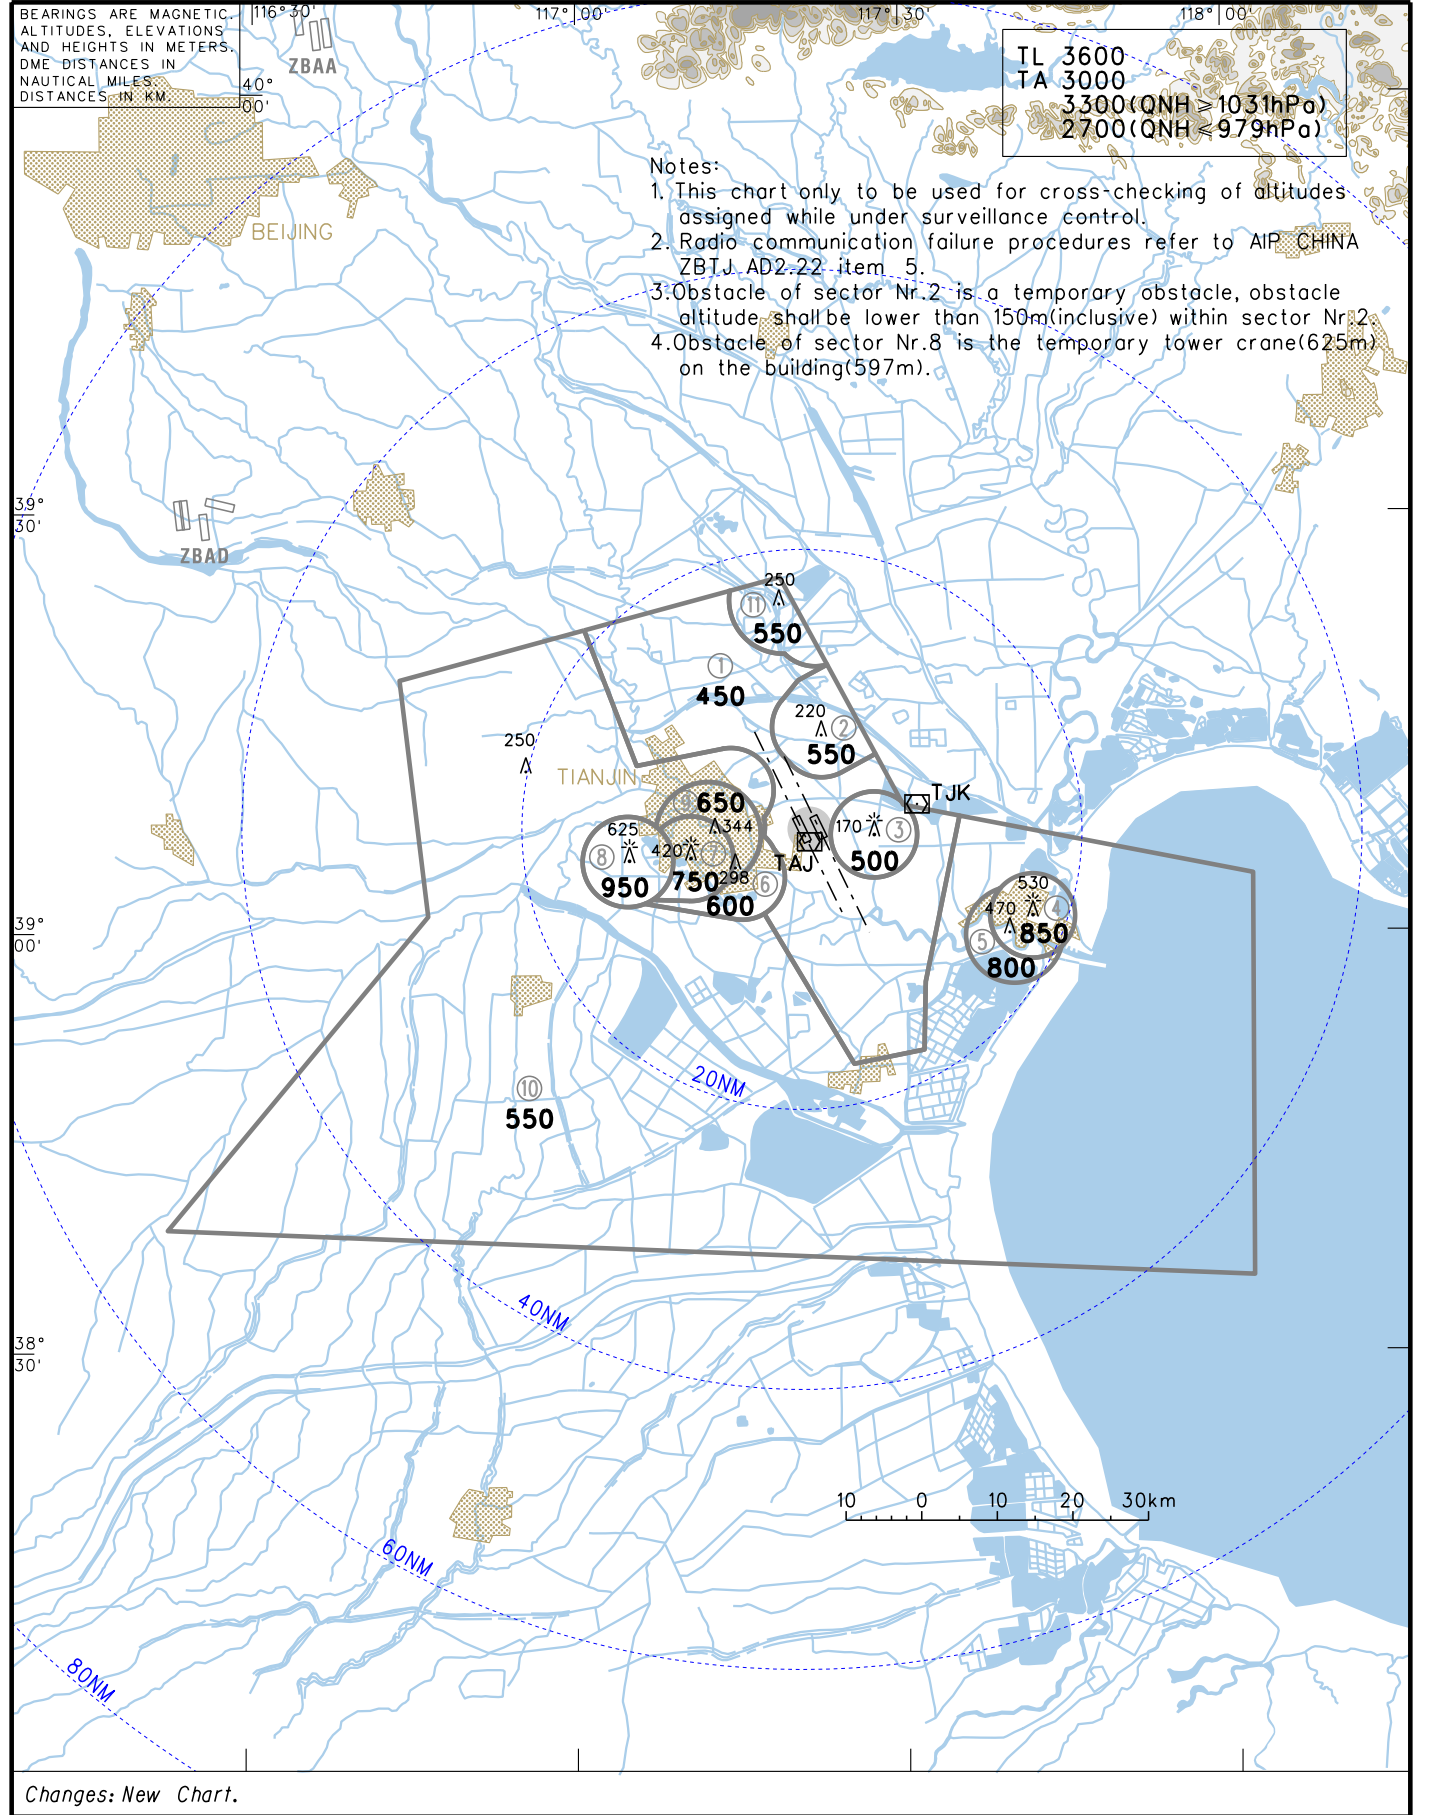 BEARINGS ARE MAGNETIC.
ALTITUDES, ELEVATIONS
AND HEIGHTS IN METERS.
DME DISTANCES IN
NAUTICAL MILES.
DISTANCES IN KM.
116°30'
117°00'
117°30'
118°00'
40°
00'
ZBAA
TL 3600
TA 3000
3300(QNH≥1031hPa)
2700(QNH≤979hPa)
Notes:
1. This chart only to be used for cross-checking of altitudes
assigned while under surveillance control.
2. Radio communication failure procedures refer to AIP CHINA
ZBTJ AD2.22 item 5.
3.Obstacle of sector Nr.2 is a temporary obstacle, obstacle
altitude shall be lower than 150m(inclusive) within sector Nr.2.
4.Obstacle of sector Nr.8 is the temporary tower crane(625m)
on the building(597m).
BEIJING
39°
30'
ZBAD
250
11
550
1
450
220
2
550
250
TIANJIN
TJK
9
650
344
170
3
500
TAJ
625
8
950
420
7
750
298
6
600
530
470
4
850
5
800
39°
00'
20NM
10
550
40NM
38°
30'
10 0 10 20 30km
60NM
80NM
Changes: New Chart.